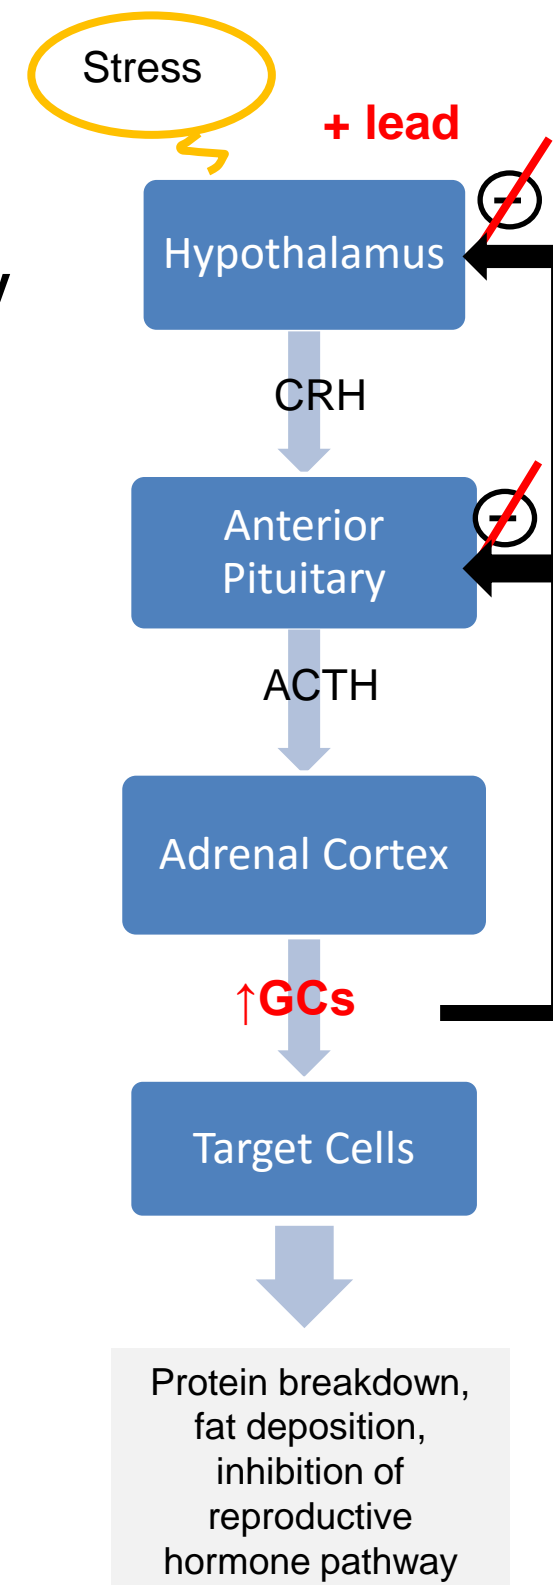 Stress
+ lead
-
Hypothalamus
y
CRH
-
Anterior
Pituitary
ACTH
Adrenal Cortex
↑GCs
Target Cells
Protein breakdown,
fat deposition,
inhibition of
reproductive
hormone pathway